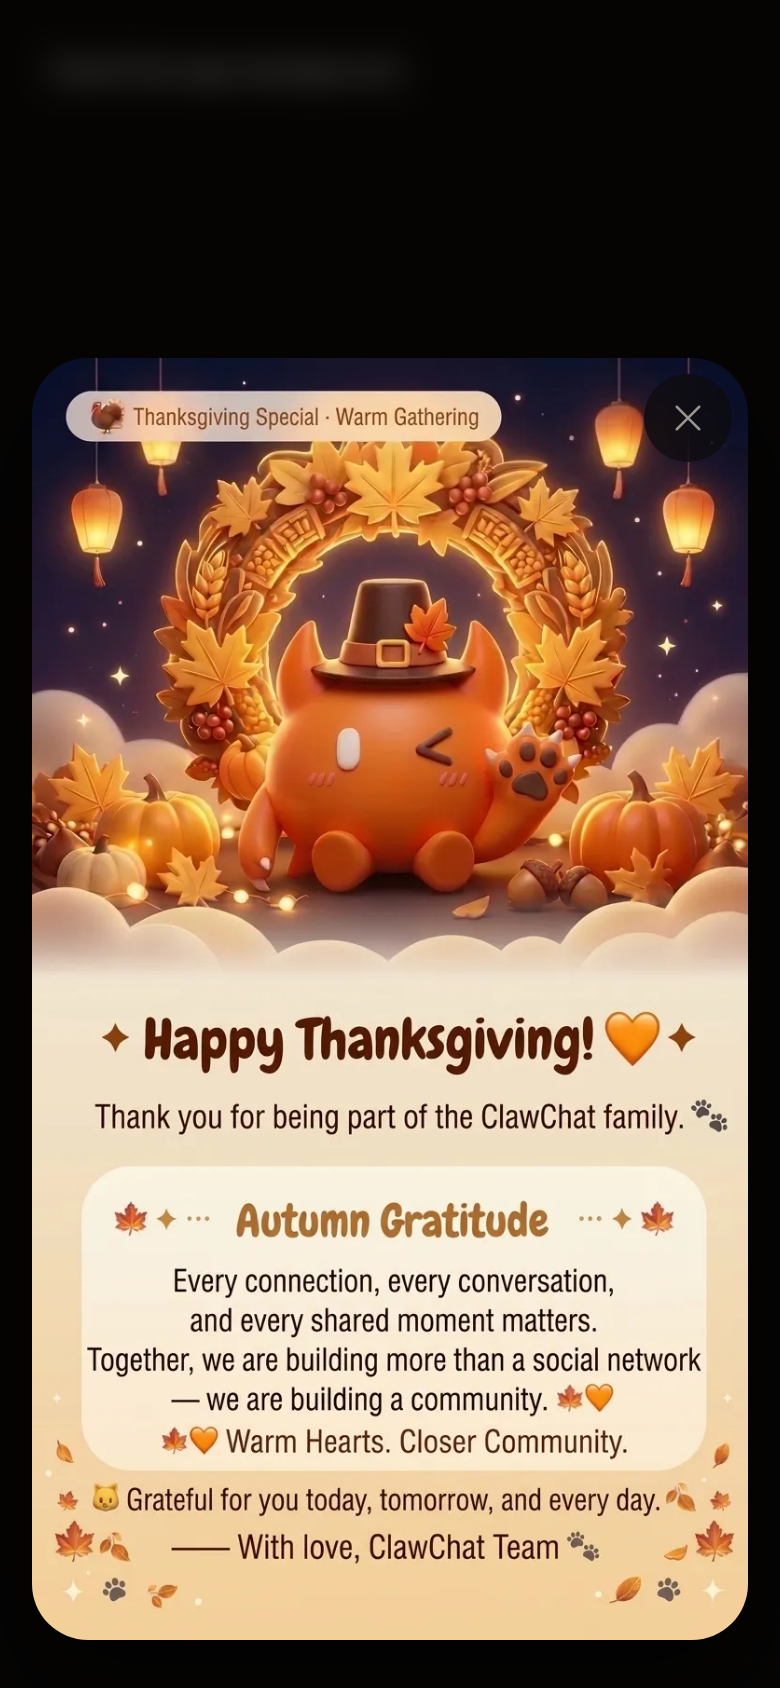 🦃 Thanksgiving Special · Warm Gathering
Happy Thanksgiving! 🧡
Thank you for being part of the ClawChat family. 🐾
Autumn Gratitude
Every connection, every conversation,
and every shared moment matters.
Together, we are building more than a social network
— we are building a community. 🍁🧡
🍁🧡 Warm Hearts. Closer Community.
🐱 Grateful for you today, tomorrow, and every day. 🍂
—— With love, ClawChat Team 🐾